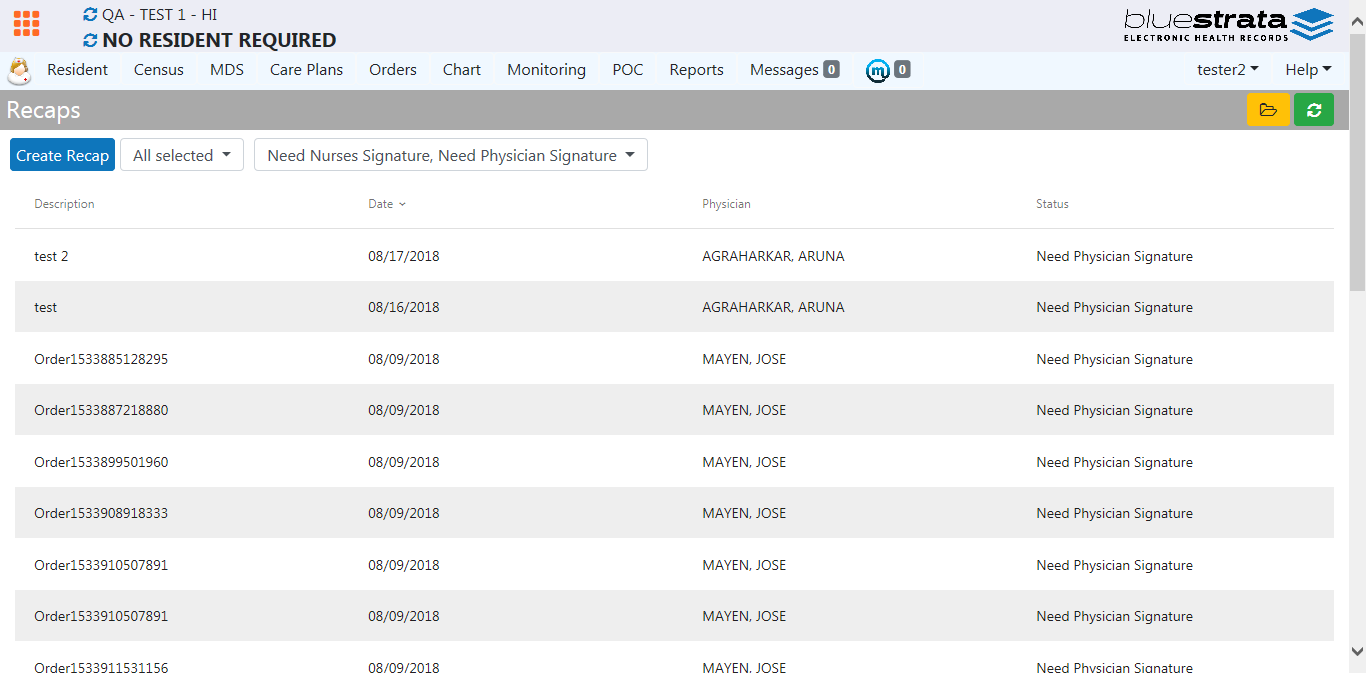 QA - TEST 1 - HI
NO RESIDENT REQUIRED
bluestrata
ELECTRONIC HEALTH RECORDS
Resident Census MDS Care Plans Orders Chart Monitoring POC Reports Messages 0 m 0 tester2 Help
Recaps
Create Recap All selected Need Nurses Signature, Need Physician Signature
Description Date Physician Status
test 2 08/17/2018 AGRAHARKAR, ARUNA Need Physician Signature
test 08/16/2018 AGRAHARKAR, ARUNA Need Physician Signature
Order1533885128295 08/09/2018 MAYEN, JOSE Need Physician Signature
Order1533887218880 08/09/2018 MAYEN, JOSE Need Physician Signature
Order1533899501960 08/09/2018 MAYEN, JOSE Need Physician Signature
Order1533908918333 08/09/2018 MAYEN, JOSE Need Physician Signature
Order1533910507891 08/09/2018 MAYEN, JOSE Need Physician Signature
Order1533910507891 08/09/2018 MAYEN, JOSE Need Physician Signature
Order1533911531156 08/09/2018 MAYEN, JOSE Need Physician Signature